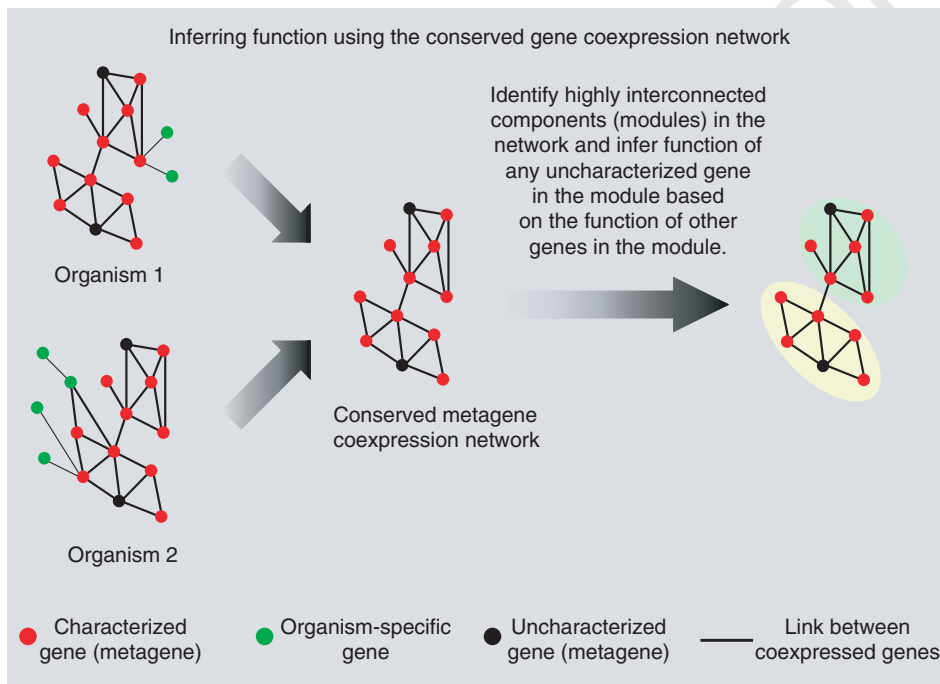 Inferring function using the conserved gene coexpression network
Identify highly interconnected
components (modules) in the
network and infer function of
any uncharacterized gene
in the module based
on the function of other
genes in the module.
Organism 1
Conserved metagene
coexpression network
Organism 2
Characterized
gene (metagene)
Organism-specific
gene
Uncharacterized
gene (metagene)
Link between
coexpressed genes